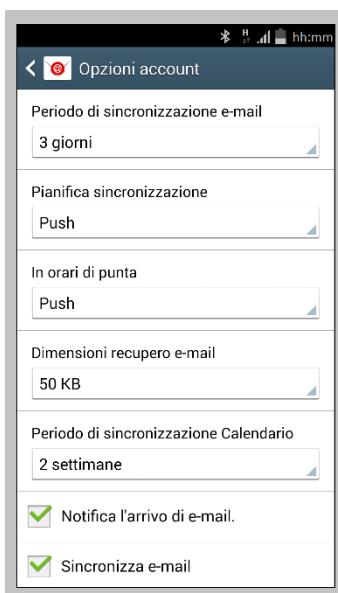 H hh:mm
Opzioni account
Periodo di sincronizzazione e-mail
3 giorni
Pianifica sincronizzazione
Push
In orari di punta
Push
Dimensioni recupero e-mail
50 KB
Periodo di sincronizzazione Calendario
2 settimane
Notifica l'arrivo di e-mail.
Sincronizza e-mail